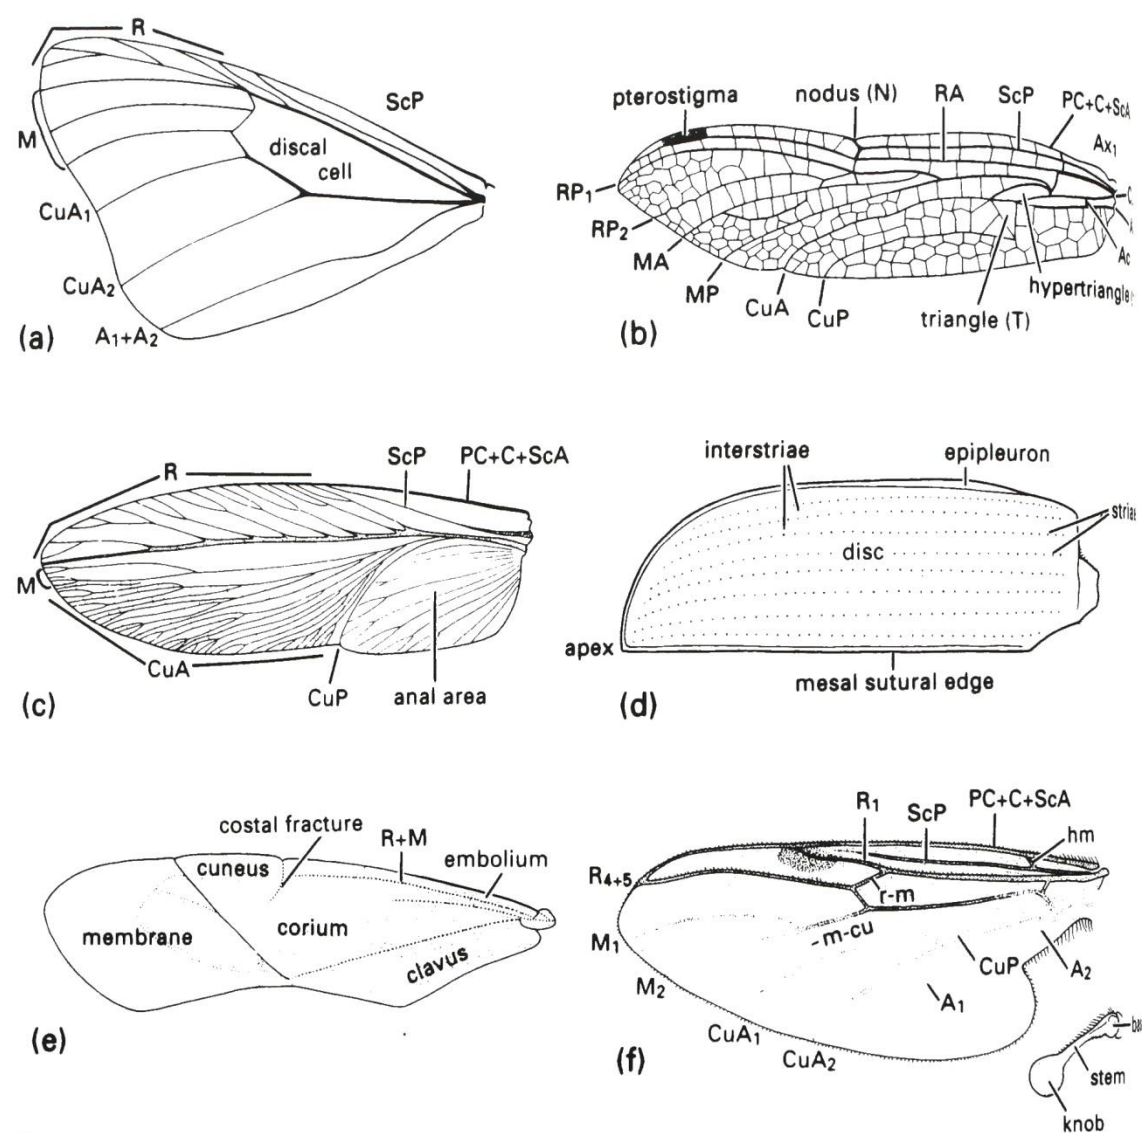 R
ScP
M
discal
cell
CuA1
CuA2
A1+A2
(a)
pterostigma
nodus (N)
RA
ScP
PC+C+ScA
Ax1
RP1
RP2
MA
MP
CuA
CuP
triangle (T)
hypertriangle
(b)
R
ScP
PC+C+ScA
M
CuA
CuP
anal area
(c)
interstriae
epipleuron
disc
apex
mesal sutural edge
(d)
costal fracture
R+M
embolium
cuneus
membrane
corium
clavus
(e)
R1
ScP
PC+C+ScA
hm
R4+5
r-m
m-cu
M1
M2
CuP
A2
A1
CuA1
CuA2
stem
knob
(f)